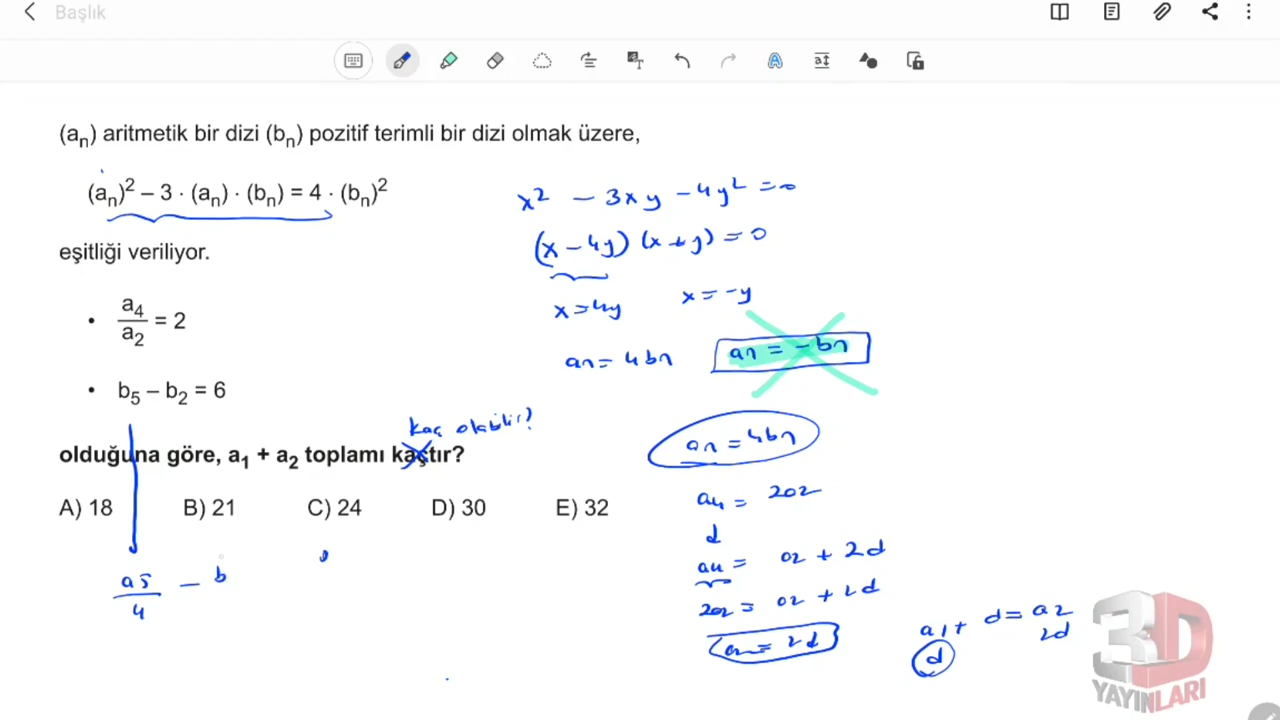 Başlık
(aₙ) aritmetik bir dizi (bₙ) pozitif terimli bir dizi olmak üzere,
(aₙ)² – 3 · (aₙ) · (bₙ) = 4 · (bₙ)²
eşitliği veriliyor.
• a₄/a₂ = 2
• b₅ – b₂ = 6
kaç olabilir?
olduğuna göre, a₁ + a₂ toplamı kaçtır?
A) 18 B) 21 C) 24 D) 30 E) 32
a5/4 – b
x² – 3xy – 4y² = 0
(x – 4y) (x + y) = 0
x = 4y x = –y
an = 4bn an = –bn
an = 4bn
a4 = 2a2
d
a4 = a2 + 2d
2a2 = a2 + 2d
a2 = 2d
a1 + d = a2
d 2d
3D
YAYINLARI